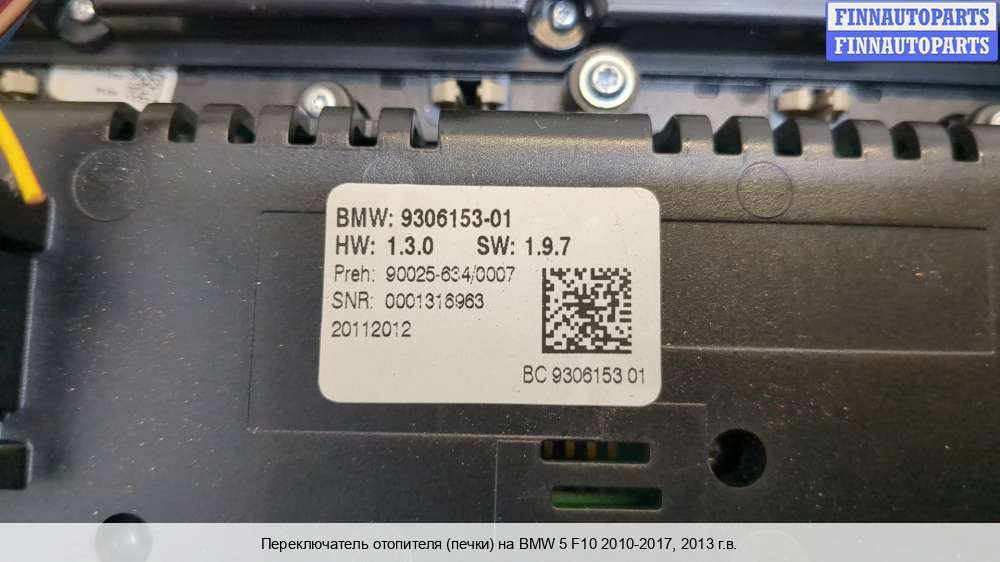 FINNAUTOPARTS
FINNAUTOPARTS
BMW: 9306153-01
HW: 1.3.0 SW: 1.9.7
Preh: 90025-634/0007
SNR: 0001316963
20112012
BC 9306153 01
Переключатель отопителя (печки) на BMW 5 F10 2010-2017, 2013 г.в.